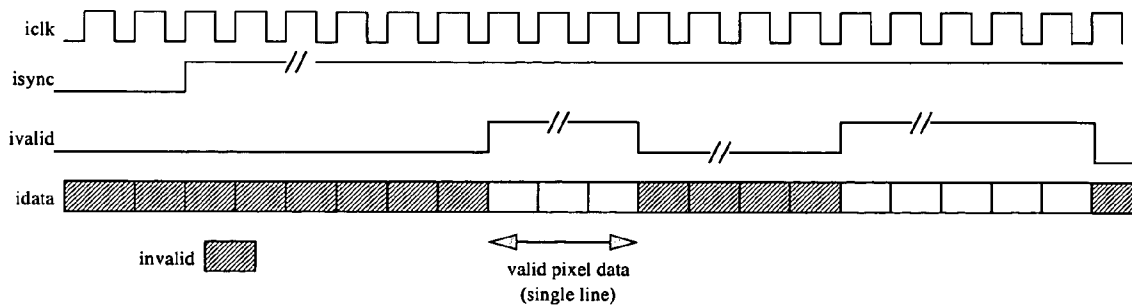 iclk
isync
ivalid
idata
invalid
valid pixel data
(single line)